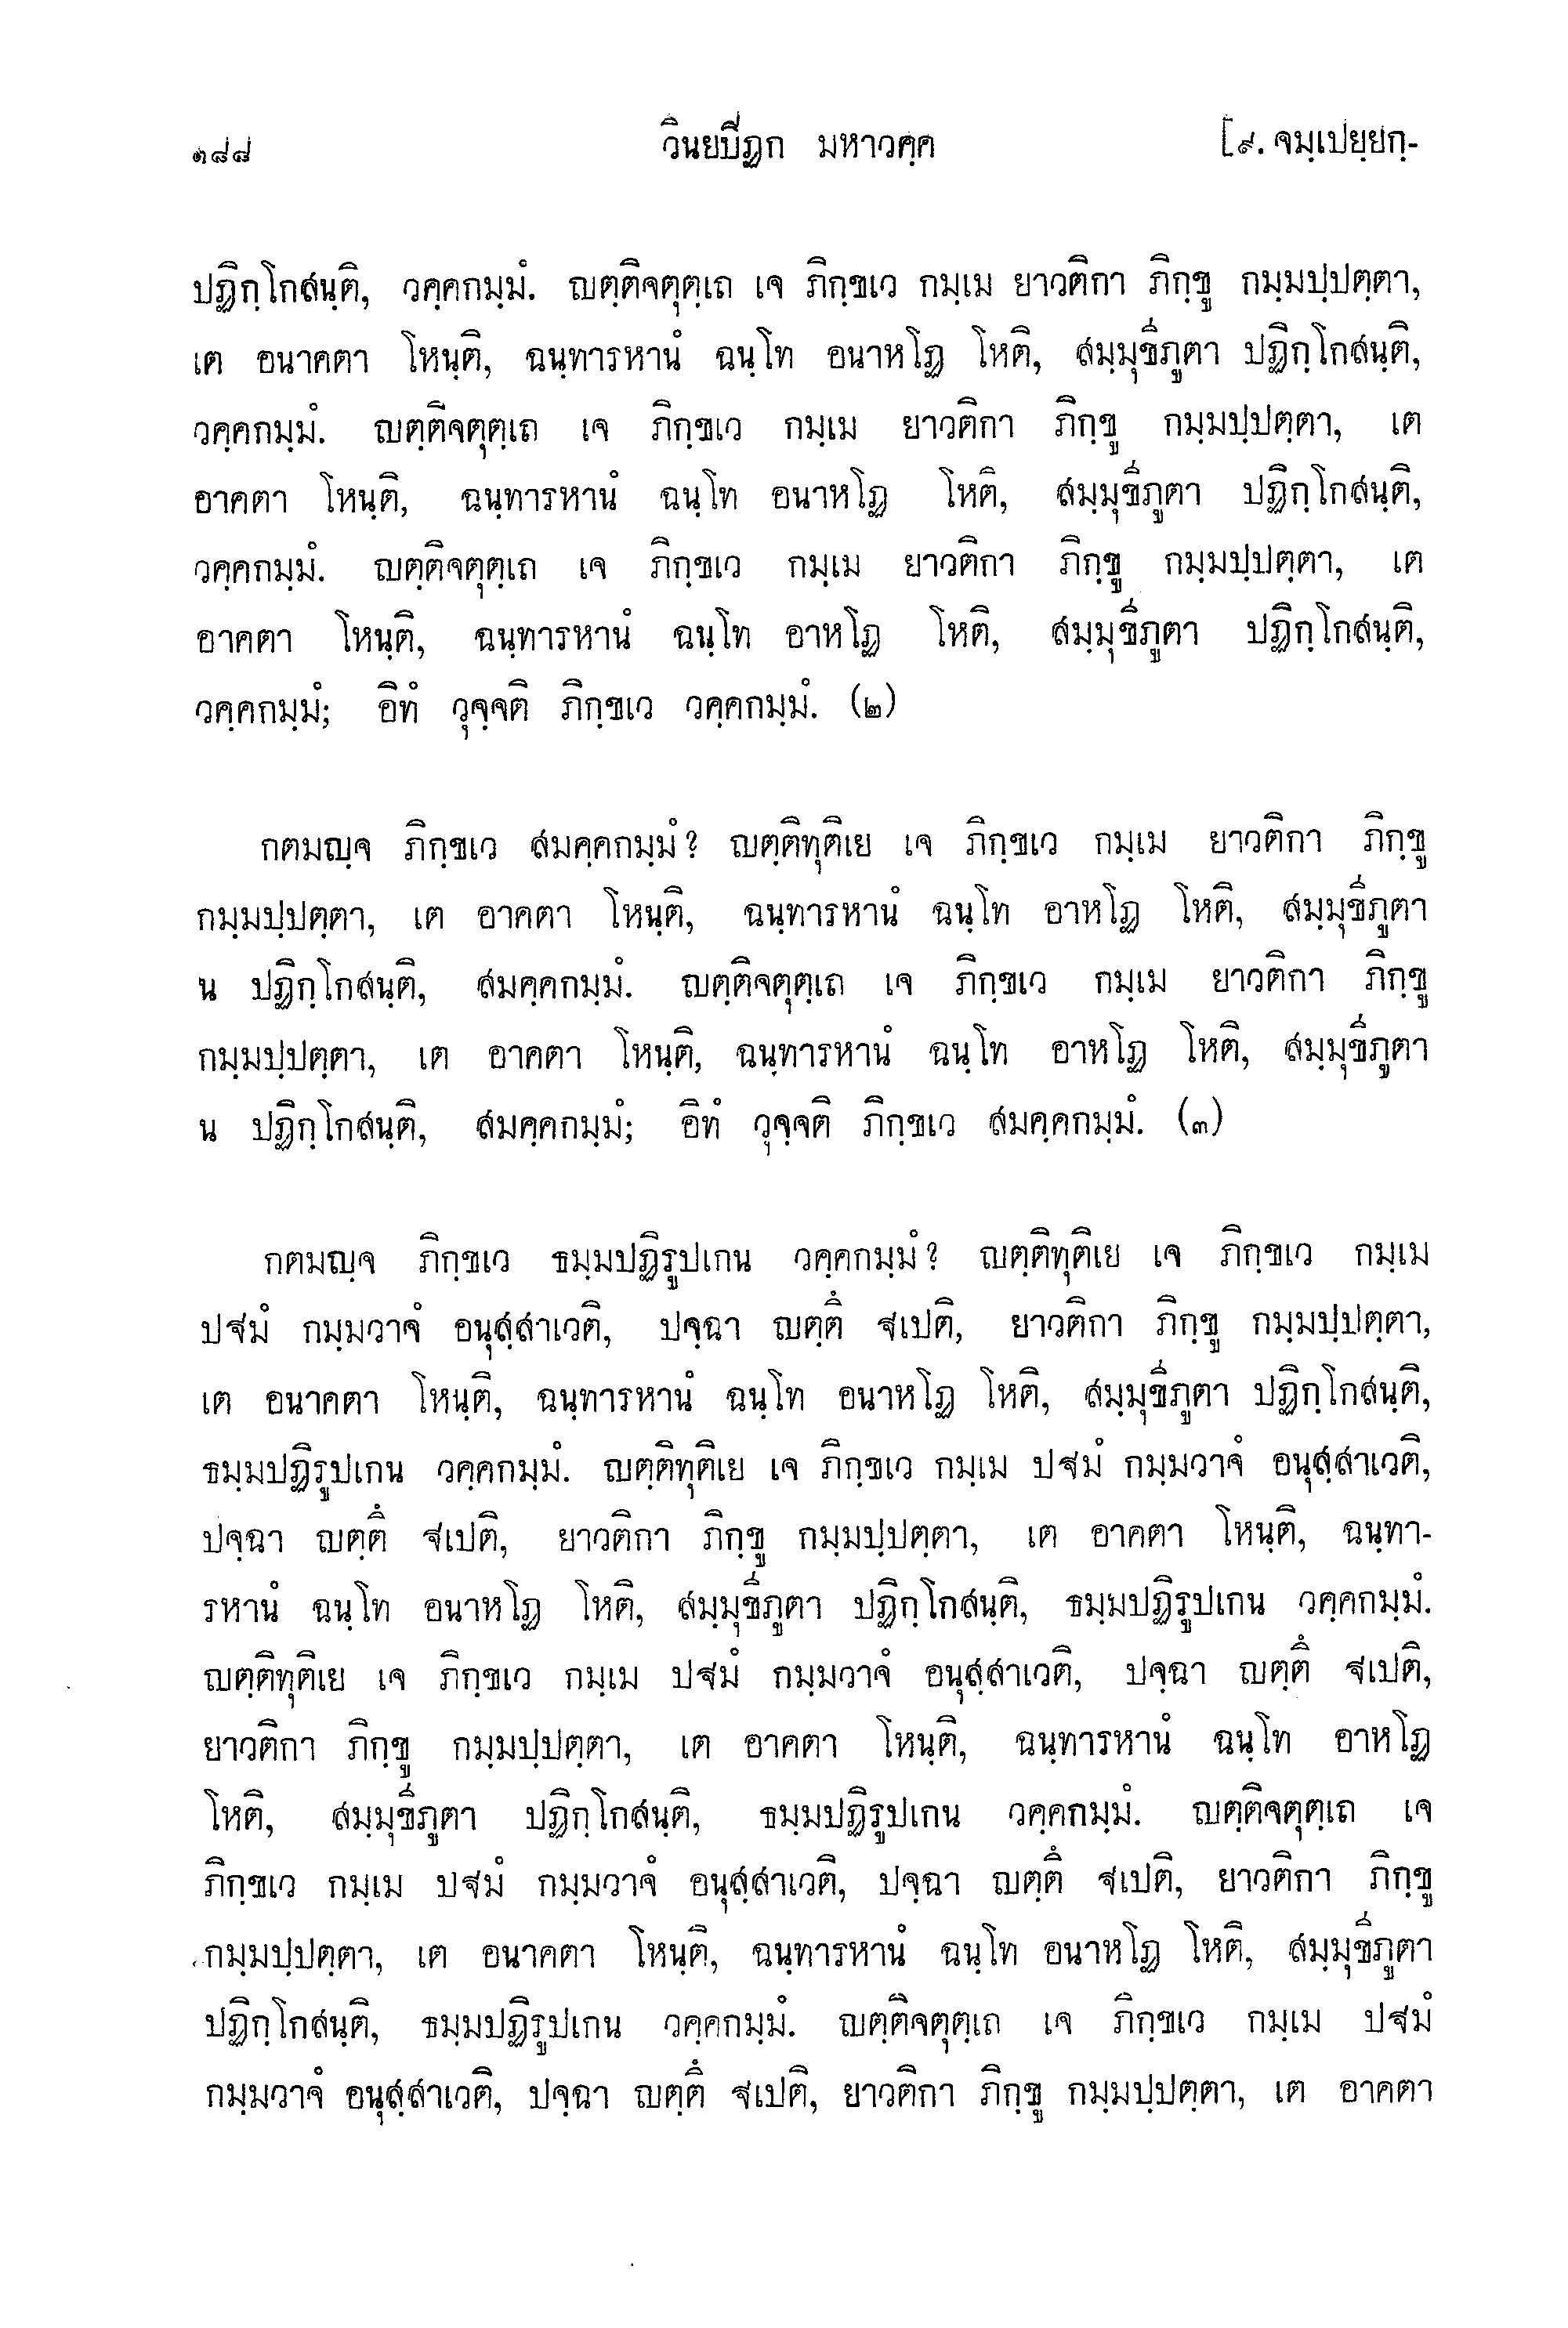 ๑๘๘ วินยปิฏก มหาวคฺค [๙. จมฺเปยฺยกฺ-
ปฏิกฺโกสนฺติ, วคฺคกมฺมํ. ญตฺติจตุตฺเถ เจ ภิกฺขเว กมฺเม ยาวติกา ภิกฺขู กมฺมปฺปตฺตา,
เต อนาคตา โหนฺติ, ฉนฺทารหานํ ฉนฺโท อนาหโฏ โหติ, สมฺมุขีภูตา ปฏิกฺโกสนฺติ,
วคฺคกมฺมํ. ญตฺติจตุตฺเถ เจ ภิกฺขเว กมฺเม ยาวติกา ภิกฺขู กมฺมปฺปตฺตา, เต
อาคตา โหนฺติ, ฉนฺทารหานํ ฉนฺโท อนาหโฏ โหติ, สมฺมุขีภูตา ปฏิกฺโกสนฺติ,
วคฺคกมฺมํ. ญตฺติจตุตฺเถ เจ ภิกฺขเว กมฺเม ยาวติกา ภิกฺขู กมฺมปฺปตฺตา, เต
อาคตา โหนฺติ, ฉนฺทารหานํ ฉนฺโท อาหโฏ โหติ, สมฺมุขีภูตา ปฏิกฺโกสนฺติ,
วคฺคกมฺมํ; อิทํ วุจฺจติ ภิกฺขเว วคฺคกมฺมํ. (๒)
กตมญฺจ ภิกฺขเว สมคฺคกมฺมํ? ญตฺติทุติเย เจ ภิกฺขเว กมฺเม ยาวติกา ภิกฺขู
กมฺมปฺปตฺตา, เต อาคตา โหนฺติ, ฉนฺทารหานํ ฉนฺโท อาหโฏ โหติ, สมฺมุขีภูตา
น ปฏิกฺโกสนฺติ, สมคฺคกมฺมํ. ญตฺติจตุตฺเถ เจ ภิกฺขเว กมฺเม ยาวติกา ภิกฺขู
กมฺมปฺปตฺตา, เต อาคตา โหนฺติ, ฉนฺทารหานํ ฉนฺโท อาหโฏ โหติ, สมฺมุขีภูตา
น ปฏิกฺโกสนฺติ, สมคฺคกมฺมํ; อิทํ วุจฺจติ ภิกฺขเว สมคฺคกมฺมํ. (๓)
กตมญฺจ ภิกฺขเว ธมฺมปฏิรูปเกน วคฺคกมฺมํ? ญตฺติทุติเย เจ ภิกฺขเว กมฺเม
ปฐมํ กมฺมวาจํ อนุสฺสาเวติ, ปจฺฉา ญตฺตึ ฐเปติ, ยาวติกา ภิกฺขู กมฺมปฺปตฺตา,
เต อนาคตา โหนฺติ, ฉนฺทารหานํ ฉนฺโท อนาหโฏ โหติ, สมฺมุขีภูตา ปฏิกฺโกสนฺติ,
ธมฺมปฏิรูปเกน วคฺคกมฺมํ. ญตฺติทุติเย เจ ภิกฺขเว กมฺเม ปฐมํ กมฺมวาจํ อนุสฺสาเวติ,
ปจฺฉา ญตฺตึ ฐเปติ, ยาวติกา ภิกฺขู กมฺมปฺปตฺตา, เต อาคตา โหนฺติ, ฉนฺทา-
รหานํ ฉนฺโท อนาหโฏ โหติ, สมฺมุขีภูตา ปฏิกฺโกสนฺติ, ธมฺมปฏิรูปเกน วคฺคกมฺมํ.
ญตฺติทุติเย เจ ภิกฺขเว กมฺเม ปฐมํ กมฺมวาจํ อนุสฺสาเวติ, ปจฺฉา ญตฺตึ ฐเปติ,
ยาวติกา ภิกฺขู กมฺมปฺปตฺตา, เต อาคตา โหนฺติ, ฉนฺทารหานํ ฉนฺโท อาหโฏ
โหติ, สมฺมุขีภูตา ปฏิกฺโกสนฺติ, ธมฺมปฏิรูปเกน วคฺคกมฺมํ. ญตฺติจตุตฺเถ เจ
ภิกฺขเว กมฺเม ปฐมํ กมฺมวาจํ อนุสฺสาเวติ, ปจฺฉา ญตฺตึ ฐเปติ, ยาวติกา ภิกฺขู
กมฺมปฺปตฺตา, เต อนาคตา โหนฺติ, ฉนฺทารหานํ ฉนฺโท อนาหโฏ โหติ, สมฺมุขีภูตา
ปฏิกฺโกสนฺติ, ธมฺมปฏิรูปเกน วคฺคกมฺมํ. ญตฺติจตุตฺเถ เจ ภิกฺขเว กมฺเม ปฐมํ
กมฺมวาจํ อนุสฺสาเวติ, ปจฺฉา ญตฺตึ ฐเปติ, ยาวติกา ภิกฺขู กมฺมปฺปตฺตา, เต อาคตา